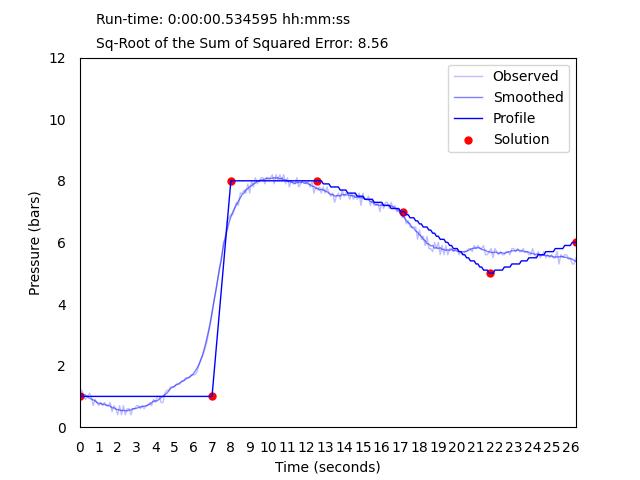 Run-time: 0:00:00.534595 hh:mm:ss
Sq-Root of the Sum of Squared Error: 8.56
12
10
8
6
4
2
0
Pressure (bars)
Observed
Smoothed
Profile
Solution
0 1 2 3 4 5 6 7 8 9 10 11 12 13 14 15 16 17 18 19 20 21 22 23 24 25 26
Time (seconds)